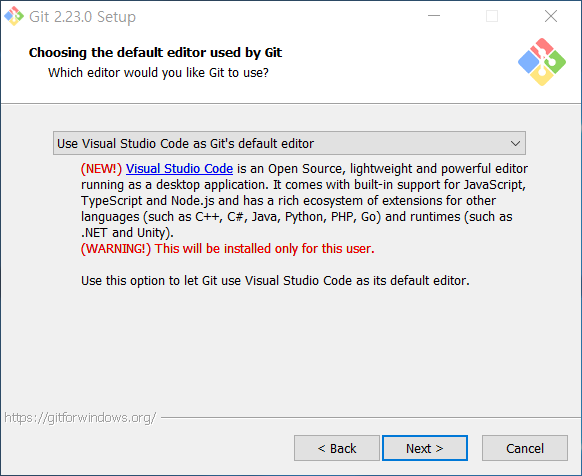 Git 2.23.0 Setup
Choosing the default editor used by Git
Which editor would you like Git to use?
Use Visual Studio Code as Git's default editor
(NEW!) Visual Studio Code is an Open Source, lightweight and powerful editor
running as a desktop application. It comes with built-in support for JavaScript,
TypeScript and Node.js and has a rich ecosystem of extensions for other
languages (such as C++, C#, Java, Python, PHP, Go) and runtimes (such as
.NET and Unity).
(WARNING!) This will be installed only for this user.
Use this option to let Git use Visual Studio Code as its default editor.
https://gitforwindows.org/
< Back Next > Cancel